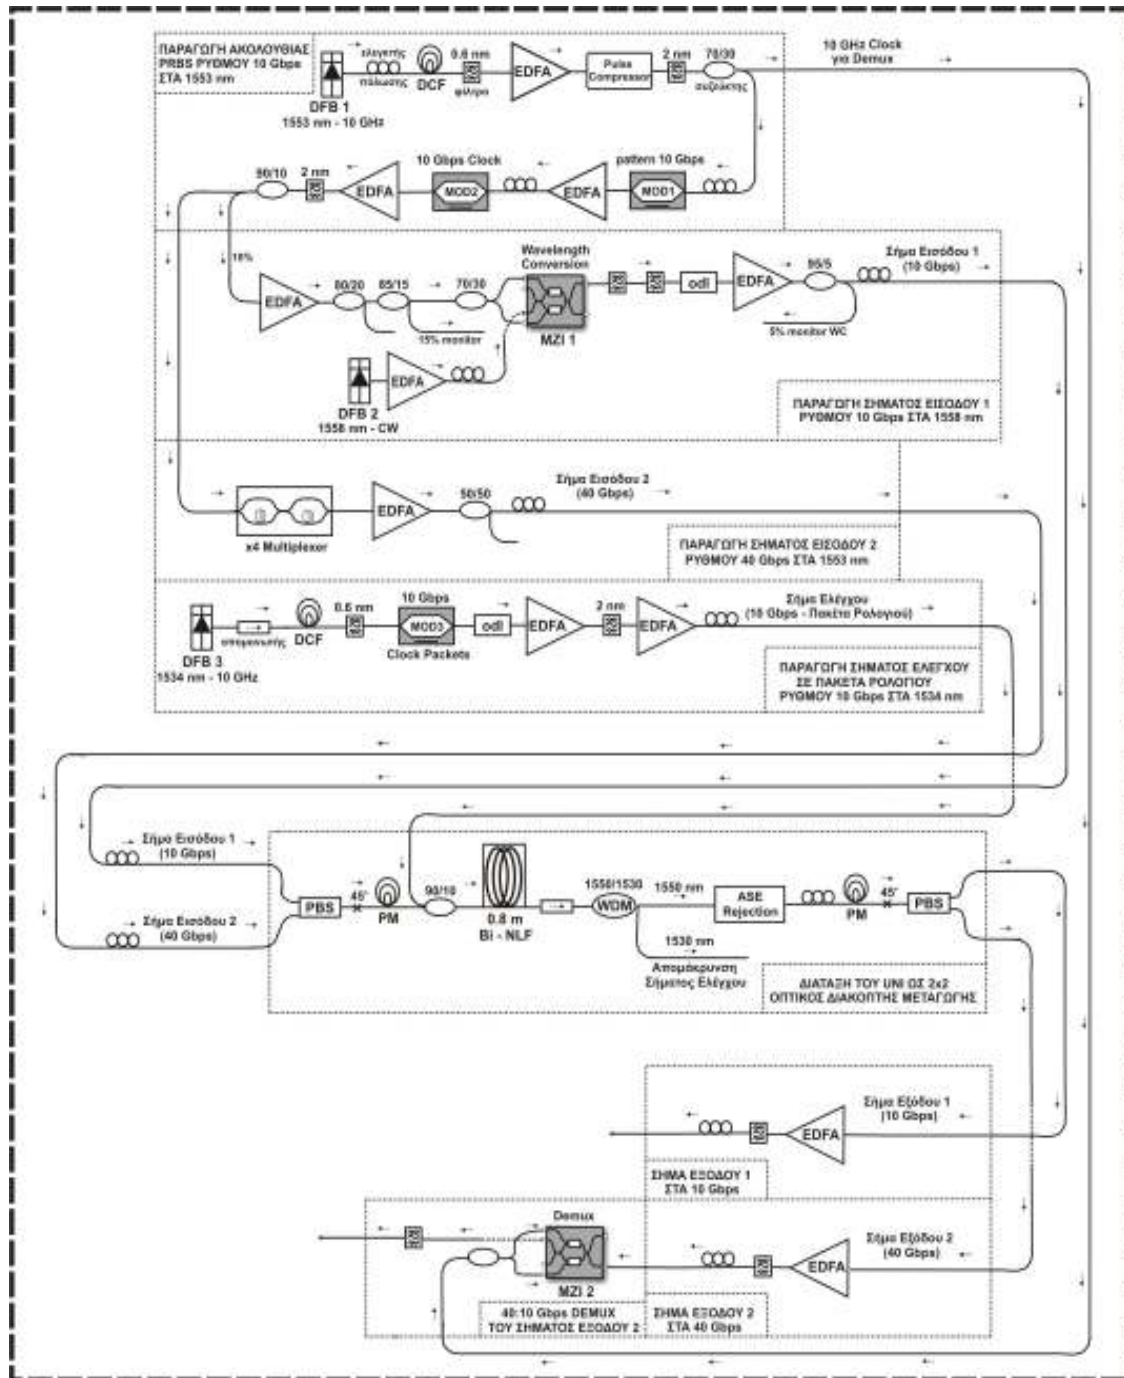 ΠΑΡΑΓΩΓΗ ΑΚΟΛΟΥΘΙΑΣ
PRBS ΡΥΘΜΟΥ 10 Gbps
ΣΤΑ 1553 nm
ελεγκτής
πόλωσης
DCF
0.6 nm
φίλτρο
EDFA
Pulse
Compressor
2 nm
70/30
συζεύκτης
10 GHz Clock
για Demux
DFB 1
1553 nm - 10 GHz
90/10
2 nm
EDFA
10 Gbps Clock
MOD2
EDFA
pattern 10 Gbps
MOD1
10%
EDFA
80/20
85/15
70/30
15% monitor
Wavelength
Conversion
MZI 1
odl
EDFA
95/5
5% monitor WC
Σήμα Εισόδου 1
(10 Gbps)
EDFA
DFB 2
1558 nm - CW
ΠΑΡΑΓΩΓΗ ΣΗΜΑΤΟΣ ΕΙΣΟΔΟΥ 1
ΡΥΘΜΟΥ 10 Gbps ΣΤΑ 1558 nm
x4 Multiplexer
EDFA
50/50
Σήμα Εισόδου 2
(40 Gbps)
ΠΑΡΑΓΩΓΗ ΣΗΜΑΤΟΣ ΕΙΣΟΔΟΥ 2
ΡΥΘΜΟΥ 40 Gbps ΣΤΑ 1553 nm
DFB 3
1534 nm - 10 GHz
απομονωτής
DCF
0.6 nm
10 Gbps
MOD3
Clock Packets
odl
EDFA
2 nm
EDFA
Σήμα Ελέγχου
(10 Gbps - Πακέτα Ρολογιού)
ΠΑΡΑΓΩΓΗ ΣΗΜΑΤΟΣ ΕΛΕΓΧΟΥ
ΣΕ ΠΑΚΕΤΑ ΡΟΛΟΓΙΟΥ
ΡΥΘΜΟΥ 10 Gbps ΣΤΑ 1534 nm
Σήμα Εισόδου 1
(10 Gbps)
Σήμα Εισόδου 2
(40 Gbps)
PBS
45°
PM
90/10
0.8 m
Bi - NLF
1550/1530
WDM
1550 nm
1530 nm
Απομάκρυνση
Σήματος Ελέγχου
ASE
Rejection
PM
45°
PBS
ΔΙΑΤΑΞΗ ΤΟΥ UNI ΩΣ 2x2
ΟΠΤΙΚΟΣ ΔΙΑΚΟΠΤΗΣ ΜΕΤΑΓΩΓΗΣ
EDFA
Σήμα Εξόδου 1
(10 Gbps)
ΣΗΜΑ ΕΞΟΔΟΥ 1
ΣΤΑ 10 Gbps
Demux
MZI 2
EDFA
Σήμα Εξόδου 2
(40 Gbps)
40:10 Gbps DEMUX
ΤΟΥ ΣΗΜΑΤΟΣ ΕΞΟΔΟΥ 2
ΣΗΜΑ ΕΞΟΔΟΥ 2
ΣΤΑ 40 Gbps